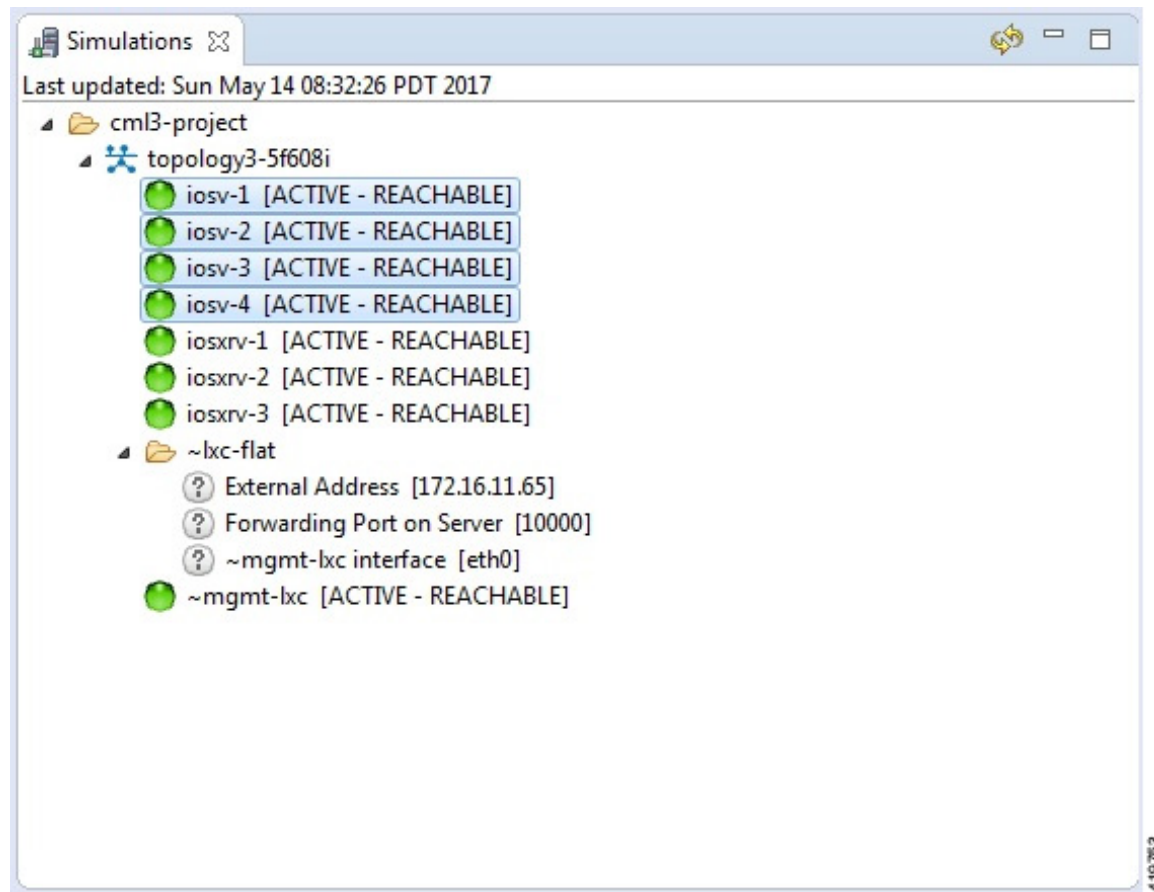 Simulations
Last updated: Sun May 14 08:32:26 PDT 2017
cml3-project
topology3-5f608i
iosv-1 [ACTIVE - REACHABLE]
iosv-2 [ACTIVE - REACHABLE]
iosv-3 [ACTIVE - REACHABLE]
iosv-4 [ACTIVE - REACHABLE]
iosxrv-1 [ACTIVE - REACHABLE]
iosxrv-2 [ACTIVE - REACHABLE]
iosxrv-3 [ACTIVE - REACHABLE]
~lxc-flat
? External Address [172.16.11.65]
? Forwarding Port on Server [10000]
? ~mgmt-lxc interface [eth0]
~mgmt-lxc [ACTIVE - REACHABLE]